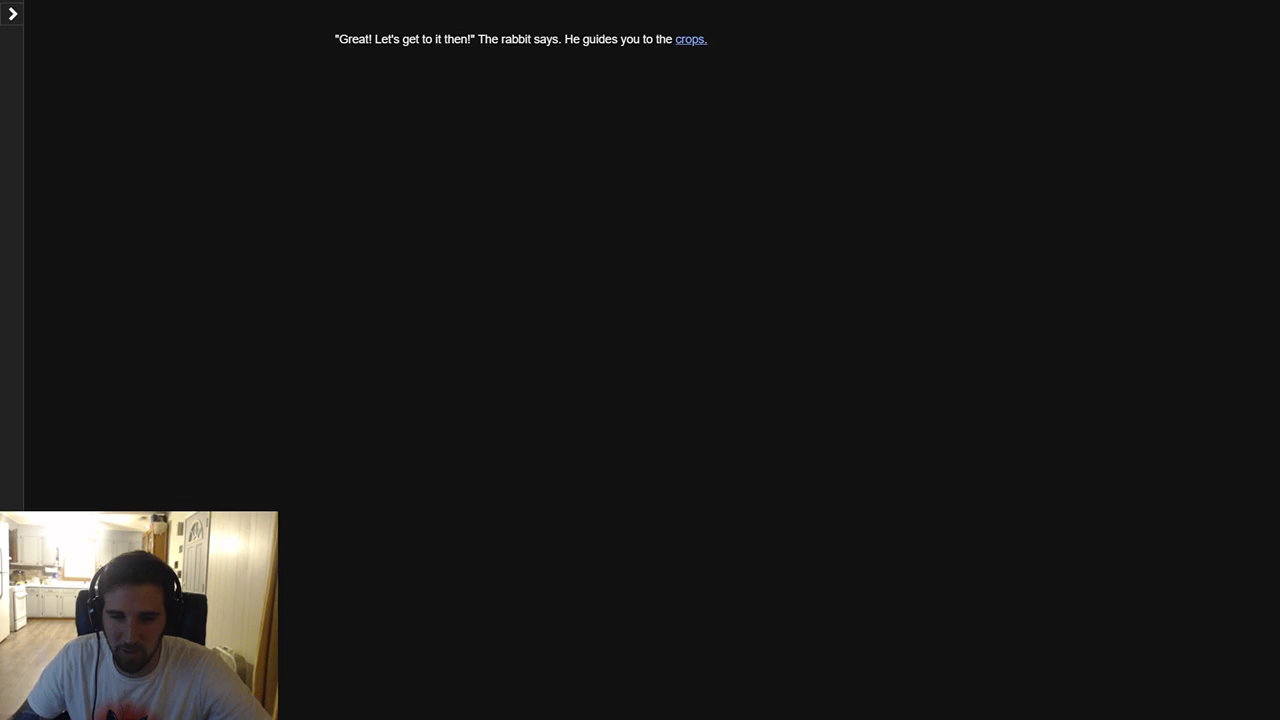 "Great! Let's get to it then!" The rabbit says. He guides you to the crops.